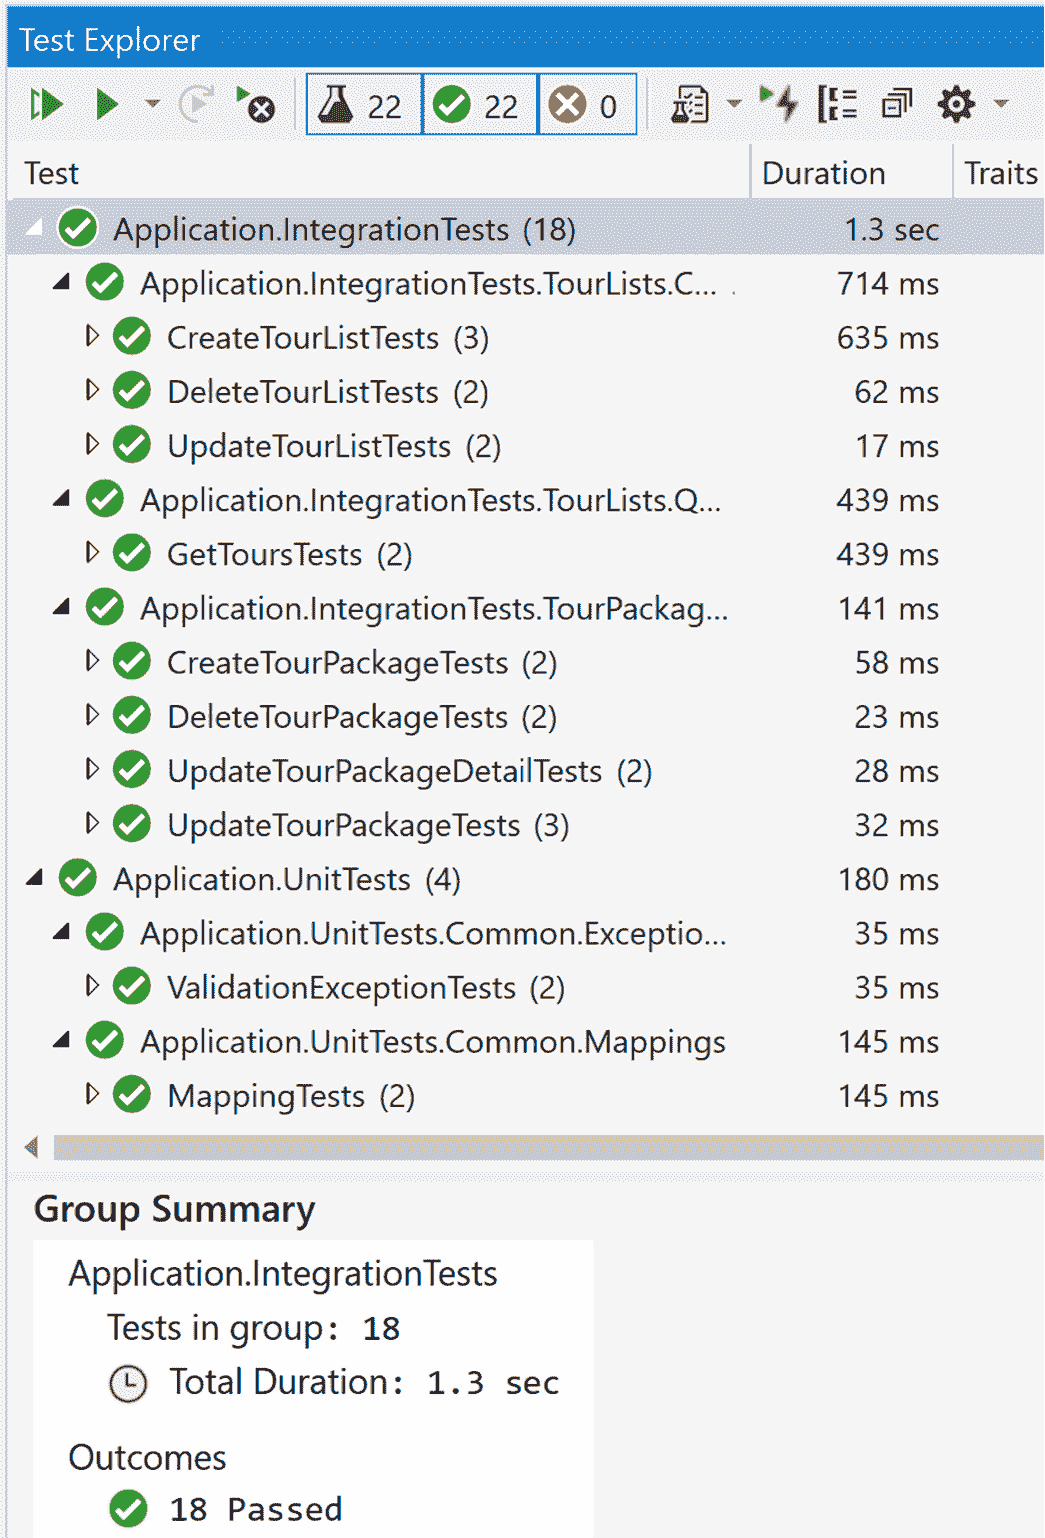 Test Explorer
22 22 0
Test Duration Traits
Application.IntegrationTests (18) 1.3 sec
Application.IntegrationTests.TourLists.C... . 714 ms
CreateTourListTests (3) 635 ms
DeleteTourListTests (2) 62 ms
UpdateTourListTests (2) 17 ms
Application.IntegrationTests.TourLists.Q... 439 ms
GetToursTests (2) 439 ms
Application.IntegrationTests.TourPackag... 141 ms
CreateTourPackageTests (2) 58 ms
DeleteTourPackageTests (2) 23 ms
UpdateTourPackageDetailTests (2) 28 ms
UpdateTourPackageTests (3) 32 ms
Application.UnitTests (4) 180 ms
Application.UnitTests.Common.Exceptio... 35 ms
ValidationExceptionTests (2) 35 ms
Application.UnitTests.Common.Mappings 145 ms
MappingTests (2) 145 ms
Group Summary
Application.IntegrationTests
Tests in group: 18
Total Duration: 1.3 sec
Outcomes
18 Passed